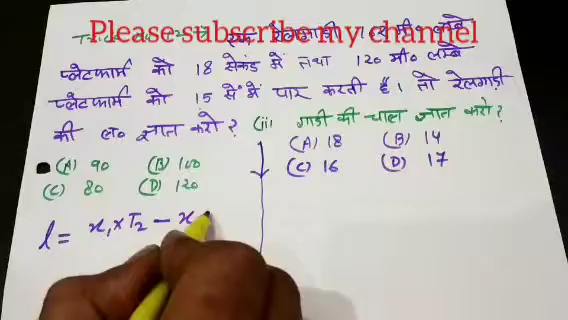 Please subscribe my channel
प्लेटफार्म को 18 सेकंड में तथा 120 मी० लम्बे
प्लेटफार्म को 15 से० में पार करती है। तो रेलगाड़ी
की ल० ज्ञात करो?
(A) 90 (B) 100
(C) 80 (D) 120
(ii) गाड़ी की चाल ज्ञात करो?
(A) 18 (B) 14
(C) 16 (D) 17
l = x₁ × T₂ − x